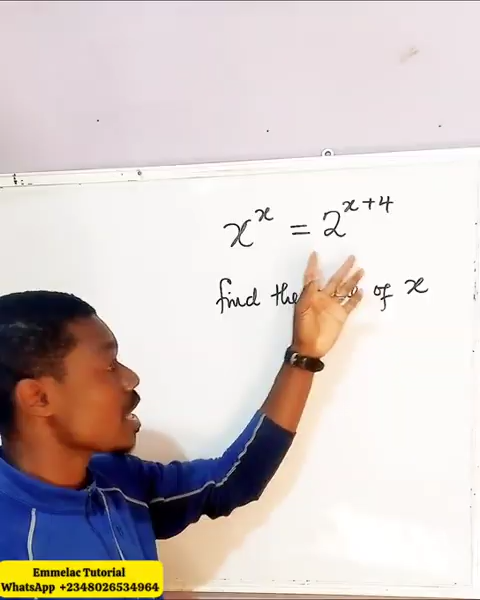 x^x = 2^{x+4}
find the of x
Emmelac Tutorial
WhatsApp +2348026534964